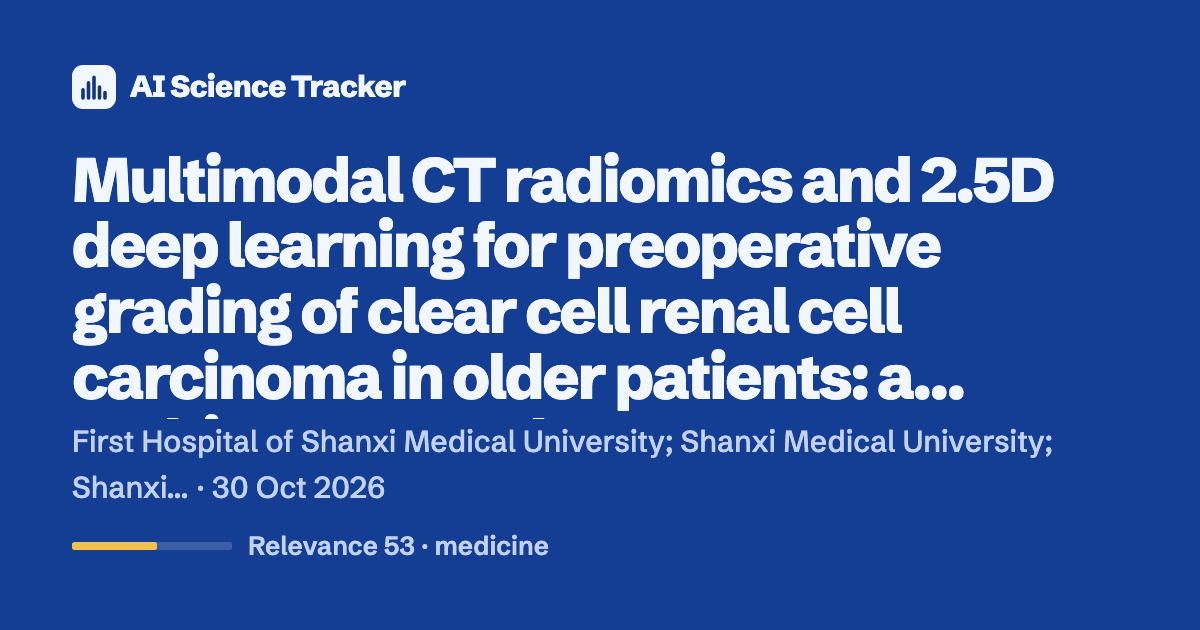 AI Science Tracker
Multimodal CT radiomics and 2.5D
deep learning for preoperative
grading of clear cell renal cell
carcinoma in older patients: a...
First Hospital of Shanxi Medical University; Shanxi Medical University;
Shanxi... · 30 Oct 2026
Relevance 53 · medicine